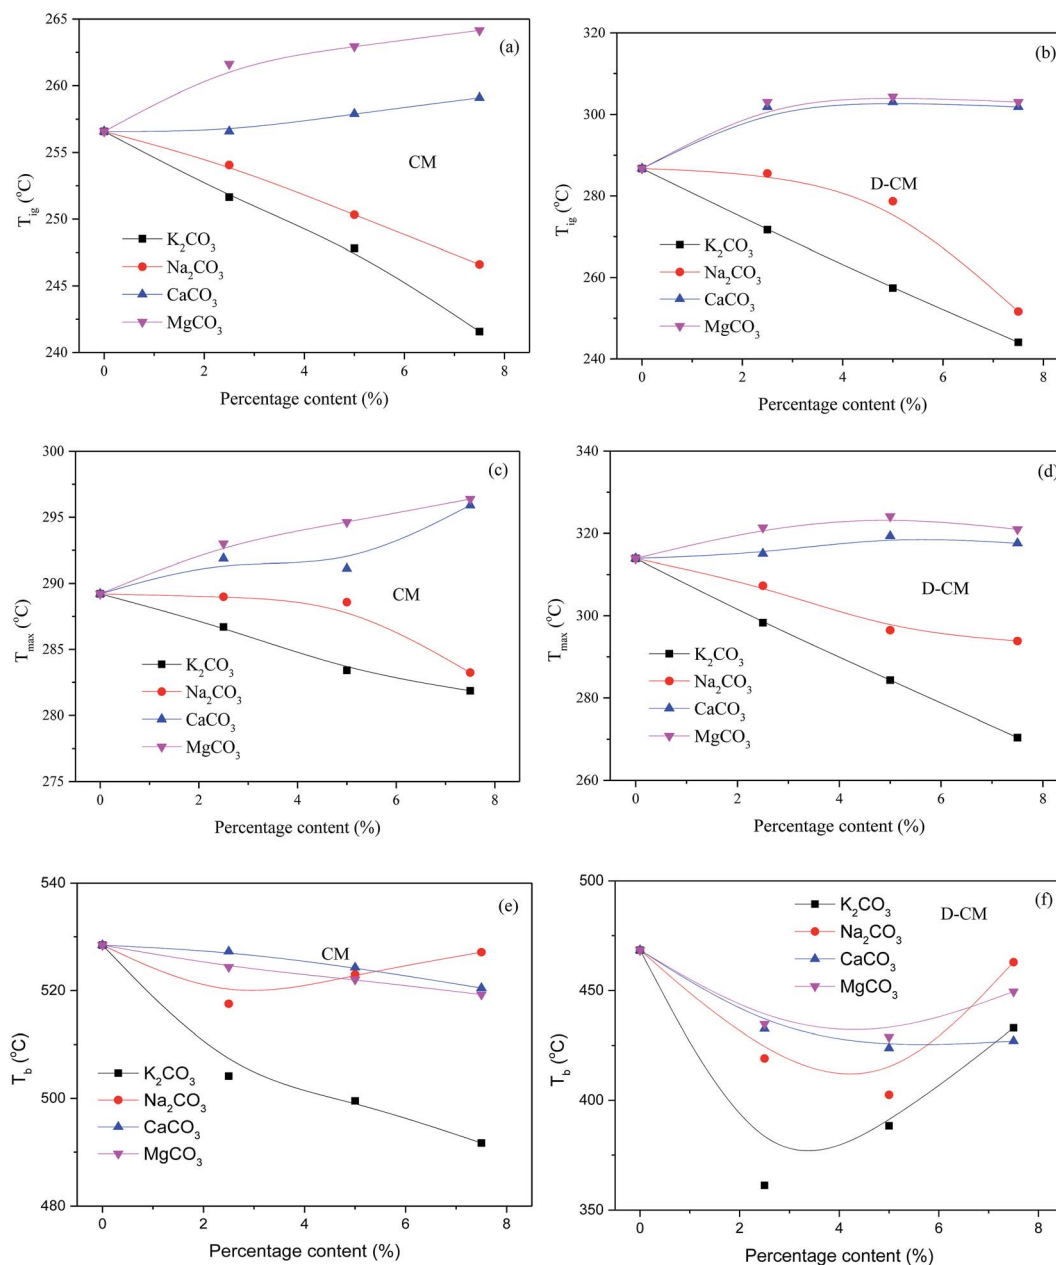 265
260
255
250
245
240
T_ig (°C)
(a)
CM
K₂CO₃
Na₂CO₃
CaCO₃
MgCO₃
0 2 4 6 8
Percentage content (%)
320
300
280
260
240
T_ig (°C)
(b)
D-CM
K₂CO₃
Na₂CO₃
CaCO₃
MgCO₃
0 2 4 6 8
Percentage content (%)
300
295
290
285
280
275
T_max (°C)
(c)
CM
K₂CO₃
Na₂CO₃
CaCO₃
MgCO₃
0 2 4 6 8
Percentage content (%)
340
320
300
280
260
T_max (°C)
(d)
D-CM
K₂CO₃
Na₂CO₃
CaCO₃
MgCO₃
0 2 4 6 8
Percentage content (%)
540
520
500
480
T_b (°C)
(e)
CM
K₂CO₃
Na₂CO₃
CaCO₃
MgCO₃
0 2 4 6 8
Percentage content (%)
500
450
400
350
T_b (°C)
(f)
D-CM
K₂CO₃
Na₂CO₃
CaCO₃
MgCO₃
0 2 4 6 8
Percentage content (%)